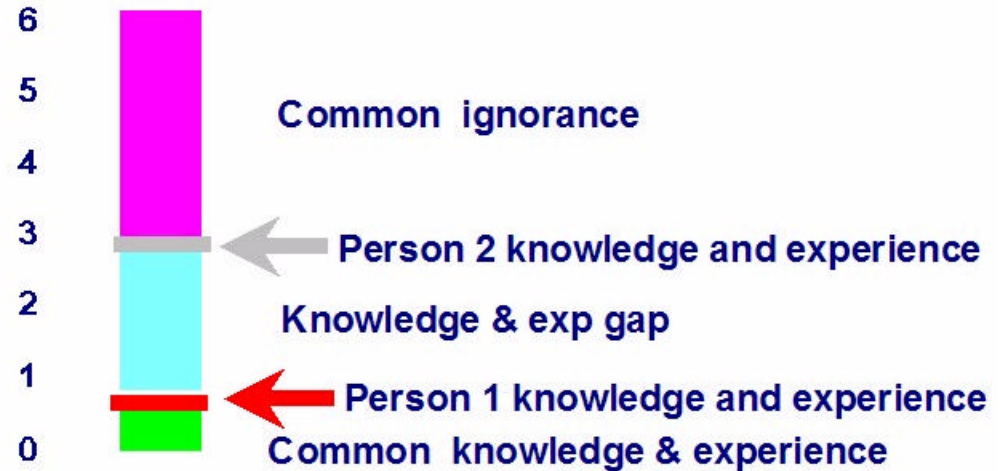 6
5
Common ignorance
4
3
Person 2 knowledge and experience
2
Knowledge & exp gap
1
Person 1 knowledge and experience
0
Common knowledge & experience